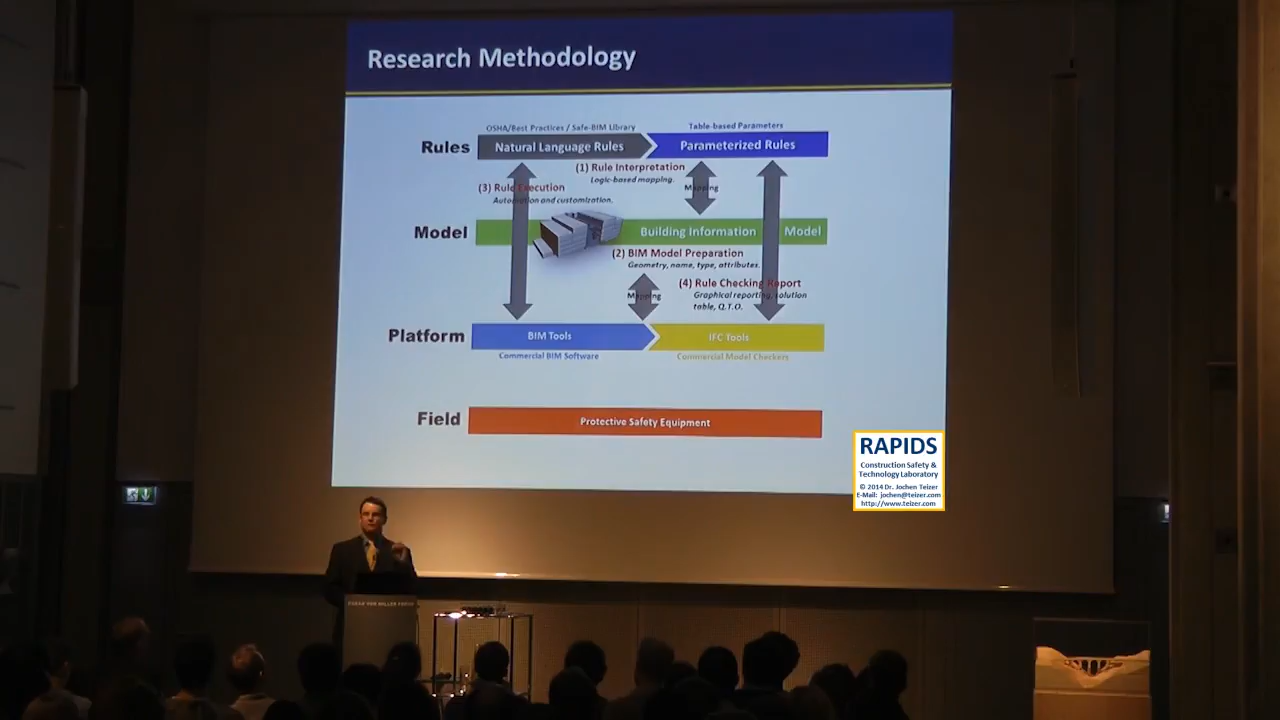 Research Methodology
OSHA/Best Practices / Safe-BIM Library
Table-based Parameters
Rules
Natural Language Rules
Parameterized Rules
(1) Rule Interpretation
Logic-based mapping.
Mapping
(3) Rule Execution
Automation and customization.
Model
Building Information
Model
(2) BIM Model Preparation
Geometry, name, type, attributes.
Mapping
(4) Rule Checking Report
Graphical reporting, solution
table, Q.T.O.
Platform
BIM Tools
IFC Tools
Commercial BIM Software
Commercial Model Checkers
Field
Protective Safety Equipment
RAPIDS
Construction Safety &
Technology Laboratory
© 2014 Dr. Jochen Teizer
E-Mail: jochen@teizer.com
http://www.teizer.com